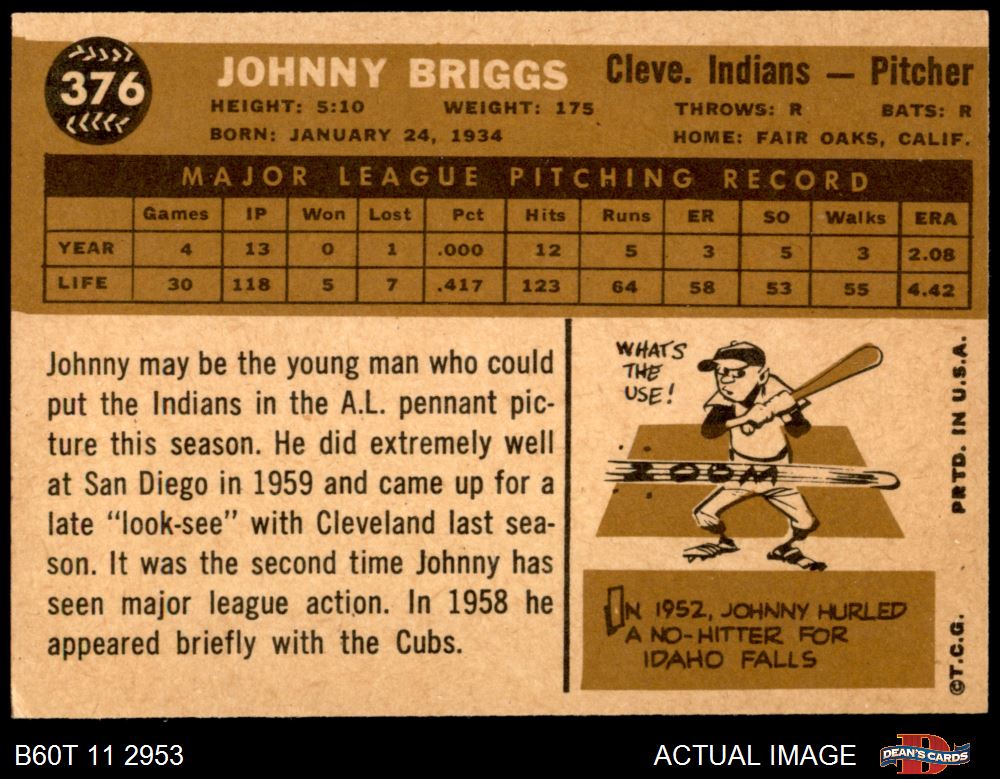 376
JOHNNY BRIGGS Cleve. Indians — Pitcher
HEIGHT: 5:10 WEIGHT: 175 THROWS: R BATS: R
BORN: JANUARY 24, 1934 HOME: FAIR OAKS, CALIF.
MAJOR LEAGUE PITCHING RECORD
Games IP Won Lost Pct Hits Runs ER SO Walks ERA
YEAR 4 13 0 1 .000 12 5 3 5 3 2.08
LIFE 30 118 5 7 .417 123 64 58 53 55 4.42
Johnny may be the young man who could
put the Indians in the A.L. pennant pic-
ture this season. He did extremely well
at San Diego in 1959 and came up for a
late "look-see" with Cleveland last sea-
son. It was the second time Johnny has
seen major league action. In 1958 he
appeared briefly with the Cubs.
WHAT'S
THE
USE!
ZOOM
IN 1952, JOHNNY HURLED
A NO-HITTER FOR
IDAHO FALLS
©T.C.G. PRTD. IN U.S.A.
B60T 11 2953 ACTUAL IMAGE DEAN'S CARDS